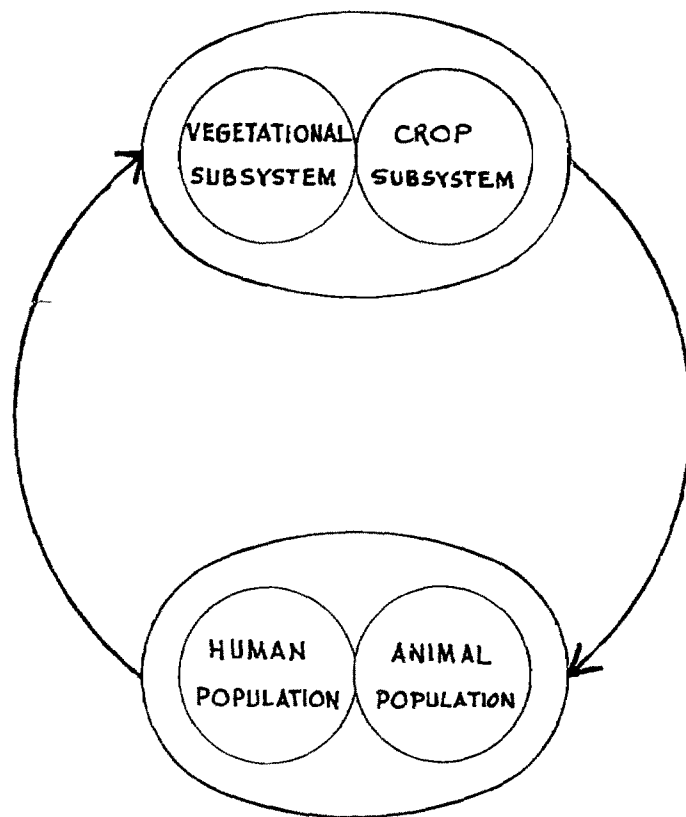 VEGETATIONAL
SUBSYSTEM
CROP
SUBSYSTEM
HUMAN
POPULATION
ANIMAL
POPULATION